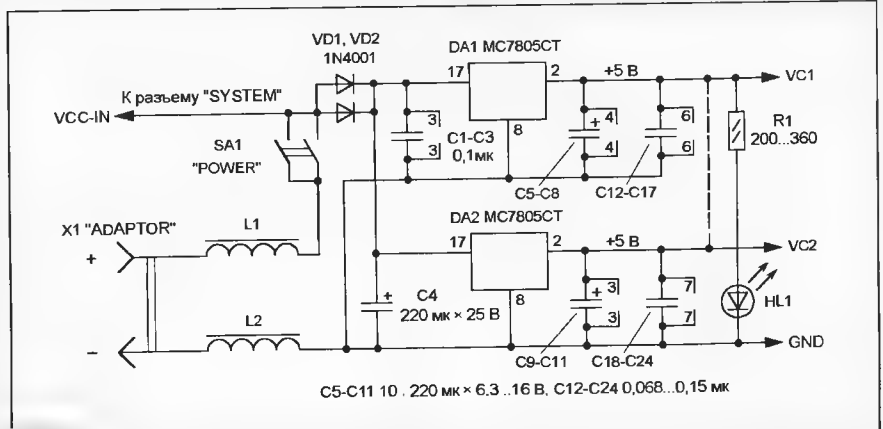 VD1, VD2
1N4001
DA1 MC7805CT
17
2
+5 В
VC1
К разъему "SYSTEM"
VCC-IN
3
3
8
C1-C3
0,1мк
+
4
4
6
6
R1
200...360
SA1
"POWER"
C5-C8
C12-C17
X1 "ADAPTOR"
L1
DA2 MC7805CT
+
17
2
+5 В
VC2
+
C4
220 мк × 25 В
8
+
3
3
7
7
HL1
L2
–
C9-C11
C18-C24
GND
C5-C11 10 . 220 мк × 6.3 ..16 В, C12-C24 0,068...0,15 мк